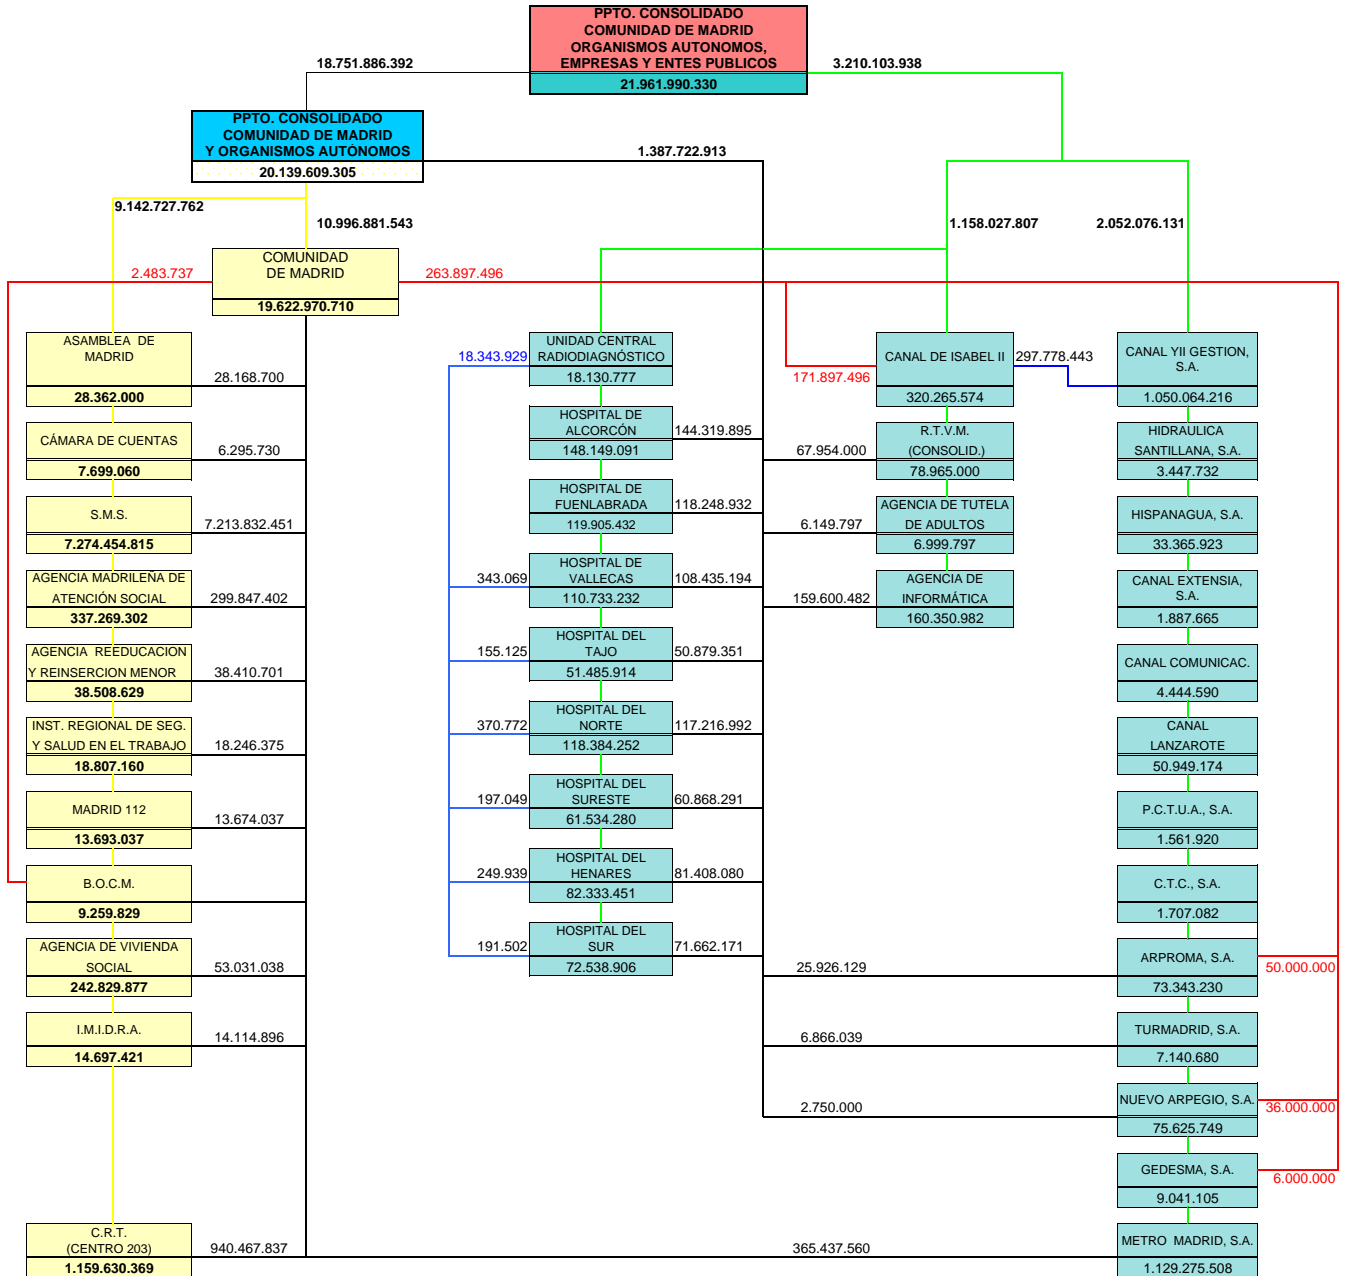 PPTO. CONSOLIDADO
COMUNIDAD DE MADRID
ORGANISMOS AUTONOMOS,
EMPRESAS Y ENTES PUBLICOS
21.961.990.330
18.751.886.392
3.210.103.938
PPTO. CONSOLIDADO
COMUNIDAD DE MADRID
Y ORGANISMOS AUTÓNOMOS
20.139.609.305
1.387.722.913
9.142.727.762
10.996.881.543
1.158.027.807
2.052.076.131
COMUNIDAD
DE MADRID
19.622.970.710
2.483.737
263.897.496
ASAMBLEA DE
MADRID
28.362.000
28.168.700
CÁMARA DE CUENTAS
7.699.060
6.295.730
S.M.S.
7.274.454.815
7.213.832.451
AGENCIA MADRILEÑA DE
ATENCIÓN SOCIAL
337.269.302
299.847.402
AGENCIA REEDUCACION
Y REINSERCION MENOR
38.508.629
38.410.701
INST. REGIONAL DE SEG.
Y SALUD EN EL TRABAJO
18.807.160
18.246.375
MADRID 112
13.693.037
13.674.037
B.O.C.M.
9.259.829
AGENCIA DE VIVIENDA
SOCIAL
242.829.877
53.031.038
I.M.I.D.R.A.
14.697.421
14.114.896
C.R.T.
(CENTRO 203)
1.159.630.369
940.467.837
18.343.929
UNIDAD CENTRAL
RADIODIAGNÓSTICO
18.130.777
HOSPITAL DE
ALCORCÓN
148.149.091
144.319.895
HOSPITAL DE
FUENLABRADA
119.905.432
118.248.932
343.069
HOSPITAL DE
VALLECAS
110.733.232
108.435.194
155.125
HOSPITAL DEL
TAJO
51.485.914
50.879.351
370.772
HOSPITAL DEL
NORTE
118.384.252
117.216.992
197.049
HOSPITAL DEL
SURESTE
61.534.280
60.868.291
249.939
HOSPITAL DEL
HENARES
82.333.451
81.408.080
191.502
HOSPITAL DEL
SUR
72.538.906
71.662.171
171.897.496
CANAL DE ISABEL II
320.265.574
297.778.443
67.954.000
R.T.V.M.
(CONSOLID.)
78.965.000
6.149.797
AGENCIA DE TUTELA
DE ADULTOS
6.999.797
159.600.482
AGENCIA DE
INFORMÁTICA
160.350.982
CANAL YII GESTION,
S.A.
1.050.064.216
HIDRAULICA
SANTILLANA, S.A.
3.447.732
HISPANAGUA, S.A.
33.365.923
CANAL EXTENSIA,
S.A.
1.887.665
CANAL COMUNICAC.
4.444.590
CANAL
LANZAROTE
50.949.174
P.C.T.U.A., S.A.
1.561.920
C.T.C., S.A.
1.707.082
25.926.129
ARPROMA, S.A.
73.343.230
50.000.000
6.866.039
TURMADRID, S.A.
7.140.680
2.750.000
NUEVO ARPEGIO, S.A.
75.625.749
36.000.000
GEDESMA, S.A.
9.041.105
6.000.000
365.437.560
METRO MADRID, S.A.
1.129.275.508